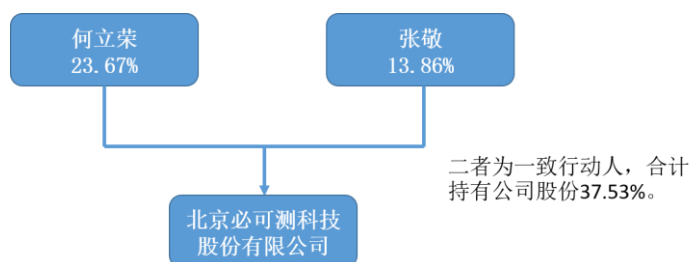 何立荣
23.67%
张敬
13.86%
二者为一致行动人，合计
持有公司股份37.53%。
北京必可测科技
股份有限公司